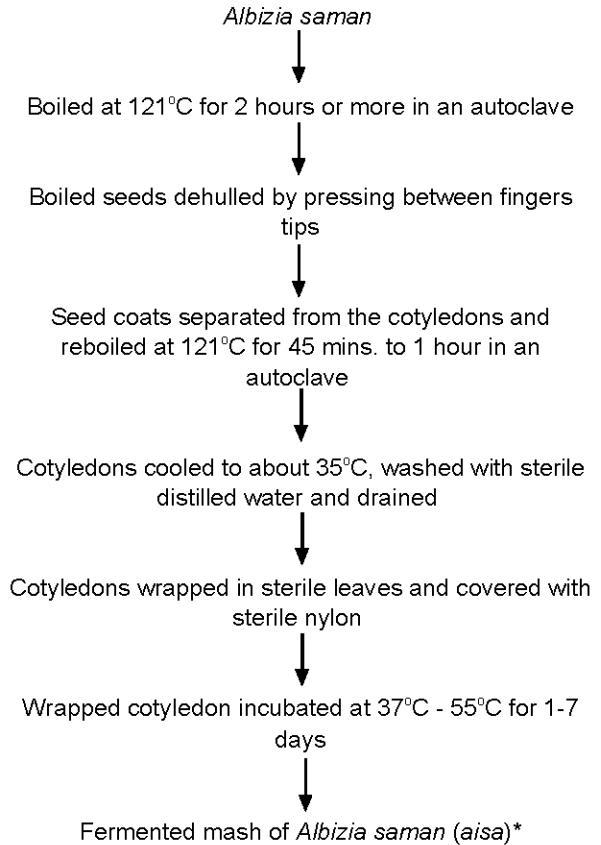 Albizia saman
Boiled at 121°C for 2 hours or more in an autoclave
Boiled seeds dehulled by pressing between fingers
tips
Seed coats separated from the cotyledons and
reboiled at 121°C for 45 mins. to 1 hour in an
autoclave
Cotyledons cooled to about 35°C, washed with sterile
distilled water and drained
Cotyledons wrapped in sterile leaves and covered with
sterile nylon
Wrapped cotyledon incubated at 37°C - 55°C for 1-7
days
Fermented mash of Albizia saman (aisa)*